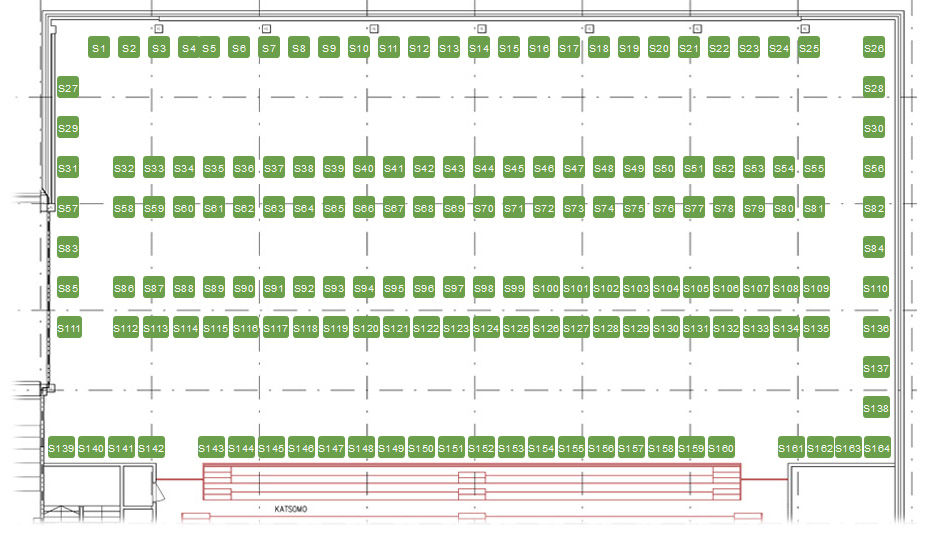 S1 S2 S3 S4 S5 S6 S7 S8 S9 S10 S11 S12 S13 S14 S15 S16 S17 S18 S19 S20 S21 S22 S23 S24 S25 S26
S27 S28
S29 S30
S31 S32 S33 S34 S35 S36 S37 S38 S39 S40 S41 S42 S43 S44 S45 S46 S47 S48 S49 S50 S51 S52 S53 S54 S55 S56
S57 S58 S59 S60 S61 S62 S63 S64 S65 S66 S67 S68 S69 S70 S71 S72 S73 S74 S75 S76 S77 S78 S79 S80 S81 S82
S83 S84
S85 S86 S87 S88 S89 S90 S91 S92 S93 S94 S95 S96 S97 S98 S99 S100 S101 S102 S103 S104 S105 S106 S107 S108 S109 S110
S111 S112 S113 S114 S115 S116 S117 S118 S119 S120 S121 S122 S123 S124 S125 S126 S127 S128 S129 S130 S131 S132 S133 S134 S135 S136
S137
S138
S139 S140 S141 S142 S143 S144 S145 S146 S147 S148 S149 S150 S151 S152 S153 S154 S155 S156 S157 S158 S159 S160 S161 S162 S163 S164
KATSOMO